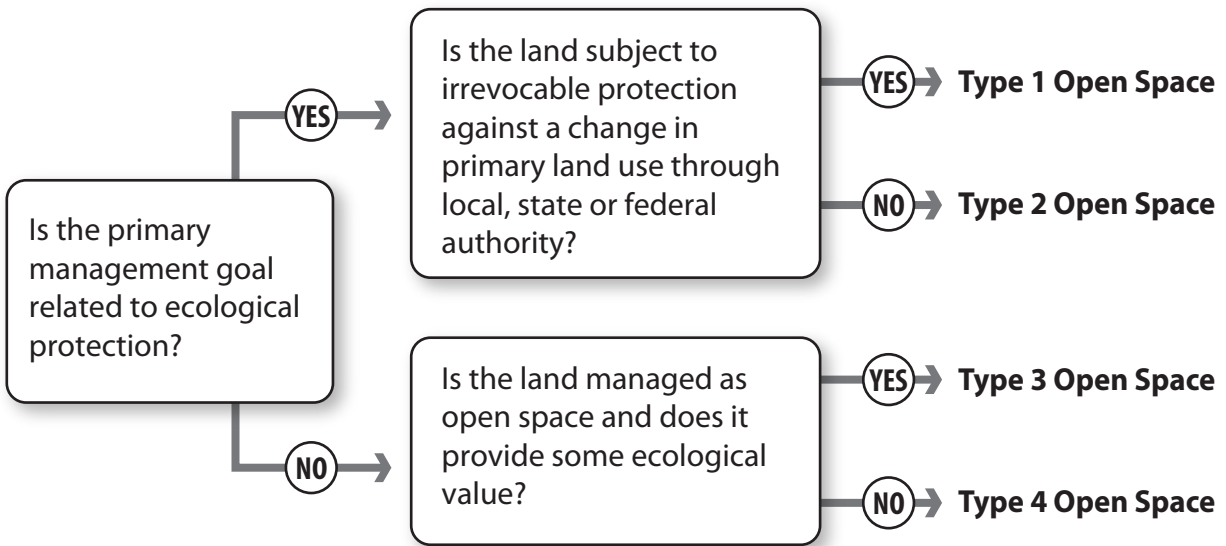 Is the primary
management goal
related to ecological
protection?
YES
Is the land subject to
irrevocable protection
against a change in
primary land use through
local, state or federal
authority?
YES
Type 1 Open Space
NO
Type 2 Open Space
NO
Is the land managed as
open space and does it
provide some ecological
value?
YES
Type 3 Open Space
NO
Type 4 Open Space